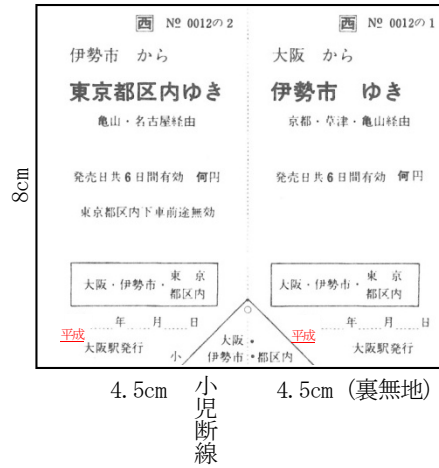 西 № 0012の2
伊勢市 から
東京都区内ゆき
亀山・名古屋経由
発売日共6日間有効 何円
東京都区内下車前途無効
大阪・伊勢市・東京都区内
年 月 日
平成
大阪駅発行
小
西 № 0012の1
大阪 から
伊勢市 ゆき
京都・草津・亀山経由
発売日共6日間有効 何円
大阪・伊勢市・東京都区内
年 月 日
平成
大阪駅発行
大阪・
伊勢市・都区内
8cm
4.5cm
小児断線
4.5cm (裏無地)